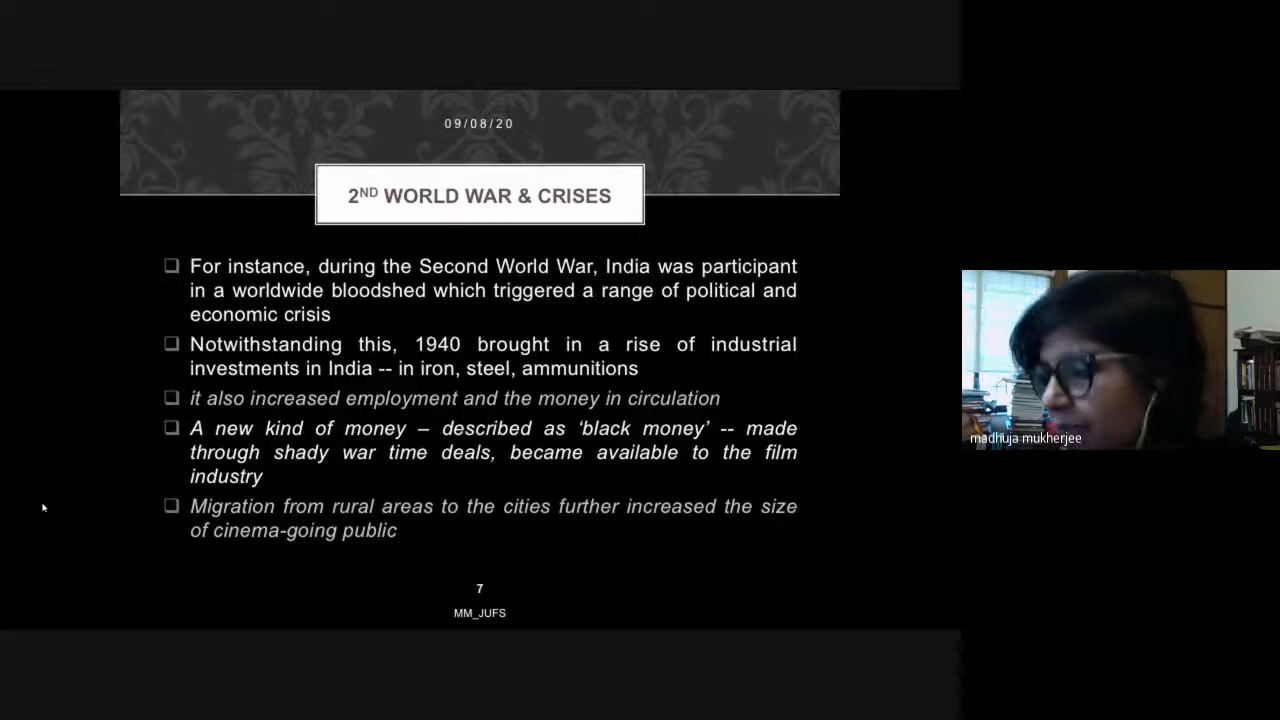 09/08/20
2ND WORLD WAR & CRISES
❑ For instance, during the Second World War, India was participant
in a worldwide bloodshed which triggered a range of political and
economic crisis
❑ Notwithstanding this, 1940 brought in a rise of industrial
investments in India -- in iron, steel, ammunitions
❑ it also increased employment and the money in circulation
❑ A new kind of money – described as ‘black money’ -- made
through shady war time deals, became available to the film
industry
❑ Migration from rural areas to the cities further increased the size
of cinema-going public
7
MM_JUFS
madhuja mukherjee